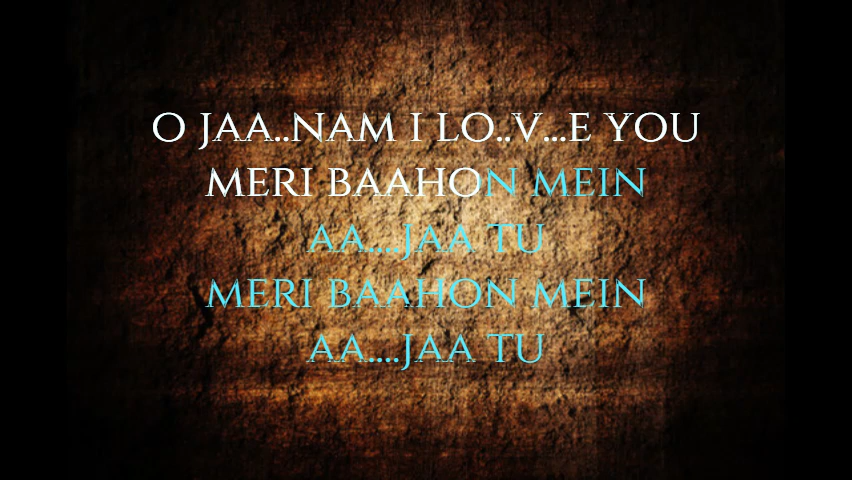 O JAA..NAM I LO..V...E YOU
MERI BAAHON MEIN
AA....JAA TU
MERI BAAHON MEIN
AA....JAA TU